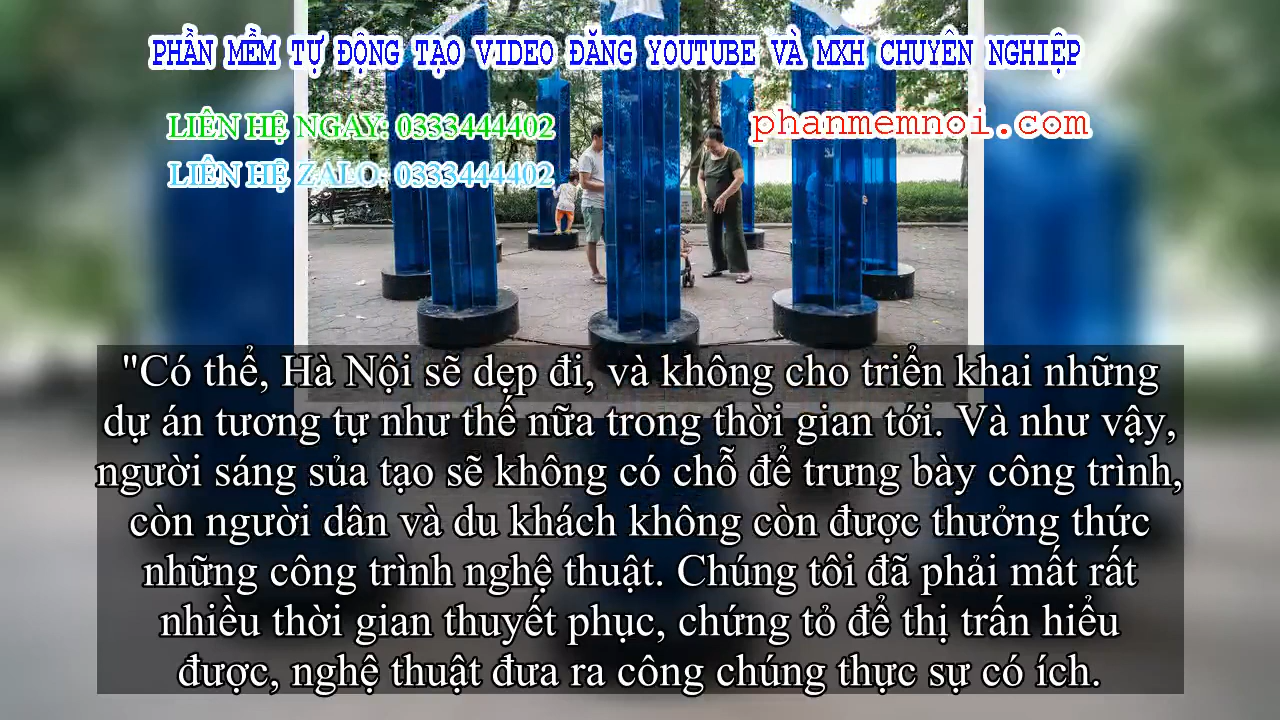 PHẦN MỀM TỰ ĐỘNG TẠO VIDEO ĐĂNG YOUTUBE VÀ MXH CHUYÊN NGHIỆP
LIÊN HỆ NGAY: 0333444402
phanmemnoi.com
LIÊN HỆ ZALO: 0333444402
"Có thể, Hà Nội sẽ dẹp đi, và không cho triển khai những
dự án tương tự như thế nữa trong thời gian tới. Và như vậy,
người sáng sủa tạo sẽ không có chỗ để trưng bày công trình,
còn người dân và du khách không còn được thưởng thức
những công trình nghệ thuật. Chúng tôi đã phải mất rất
nhiều thời gian thuyết phục, chứng tỏ để thị trấn hiểu
được, nghệ thuật đưa ra công chúng thực sự có ích.